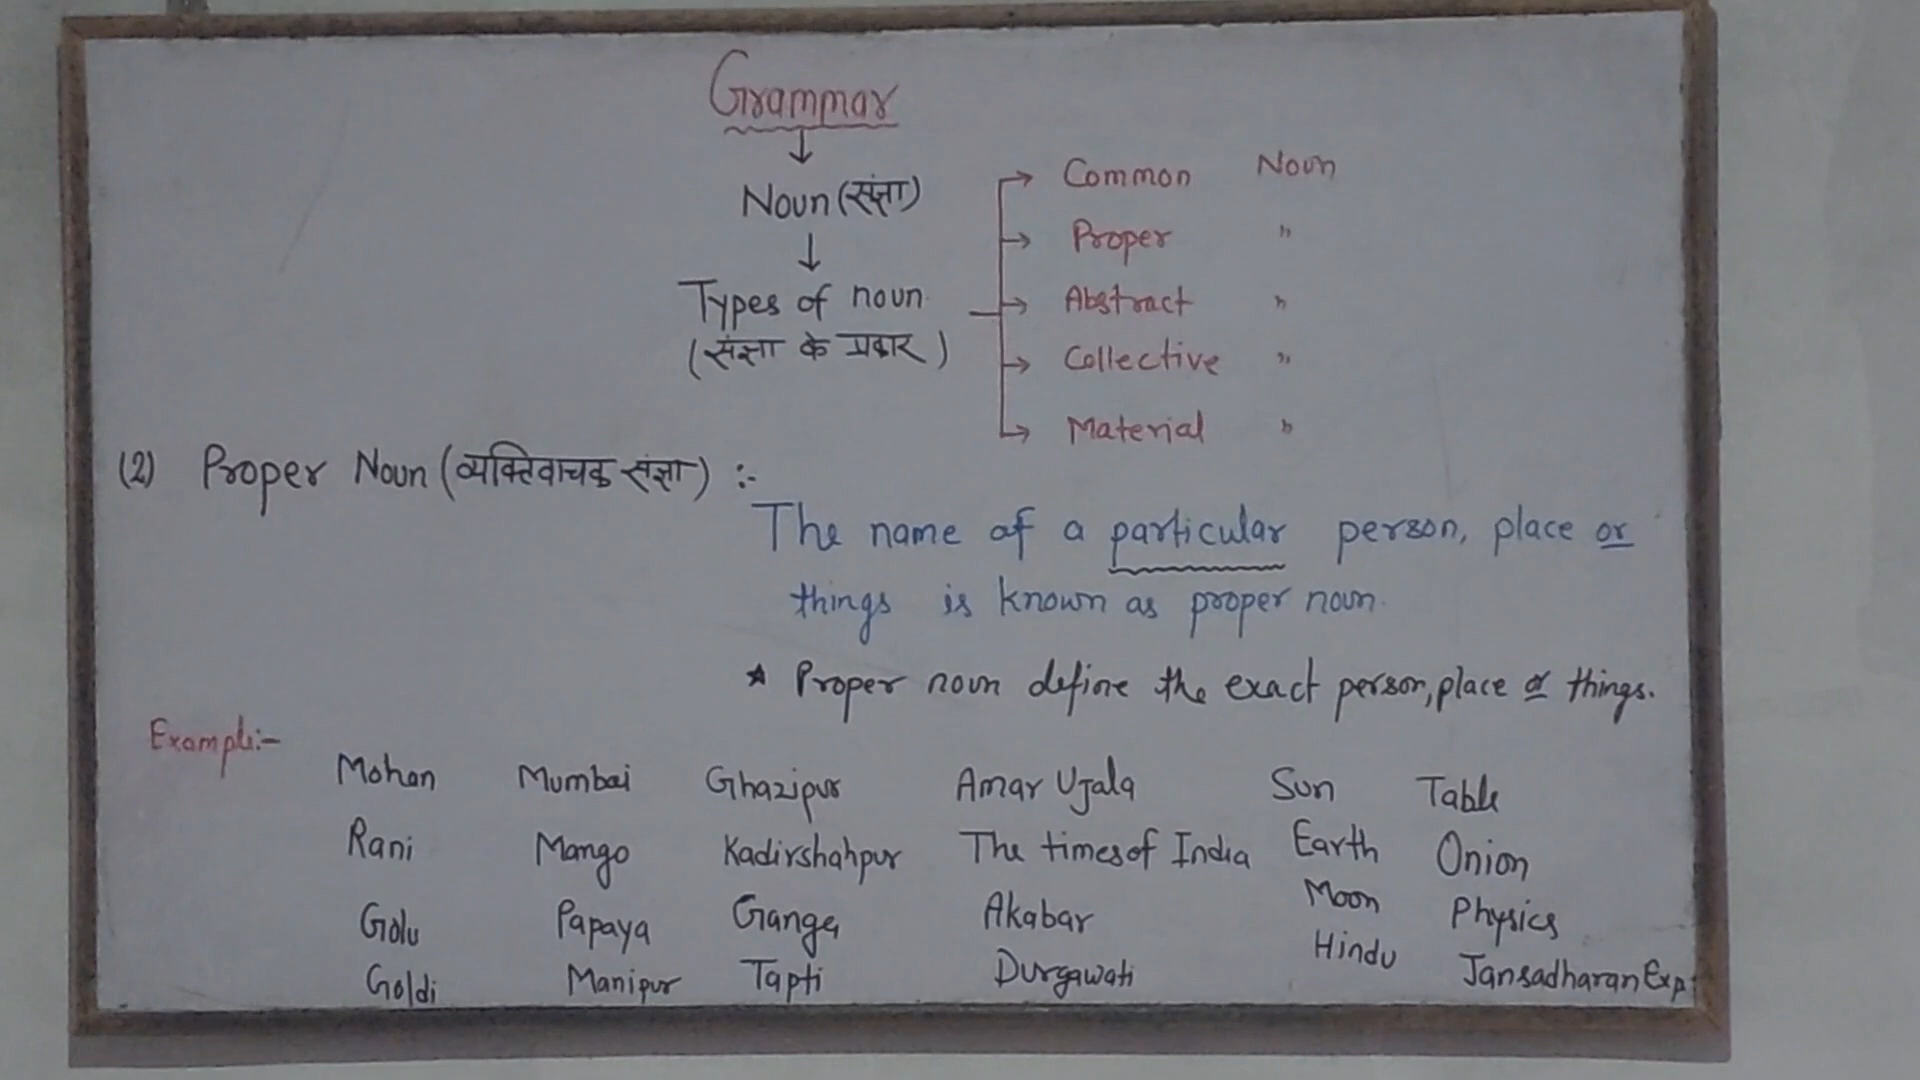 Grammar
Noun (संज्ञा)
Types of noun
(संज्ञा के प्रकार)
Common Noun
Proper "
Abstract "
Collective "
Material "
(2) Proper Noun (व्यक्तिवाचक संज्ञा) :-
The name of a particular person, place or
things is known as proper noun.
* Proper noun define the exact person, place or things.
Example:-
Mohan Mumbai Ghazipur Amar Ujala Sun Table
Rani Mango Kadirshahpur The times of India Earth Onion
Golu Papaya Ganga Akabar Moon Physics
Goldi Manipur Tapti Durgawati Hindu Jansadharan Exp.